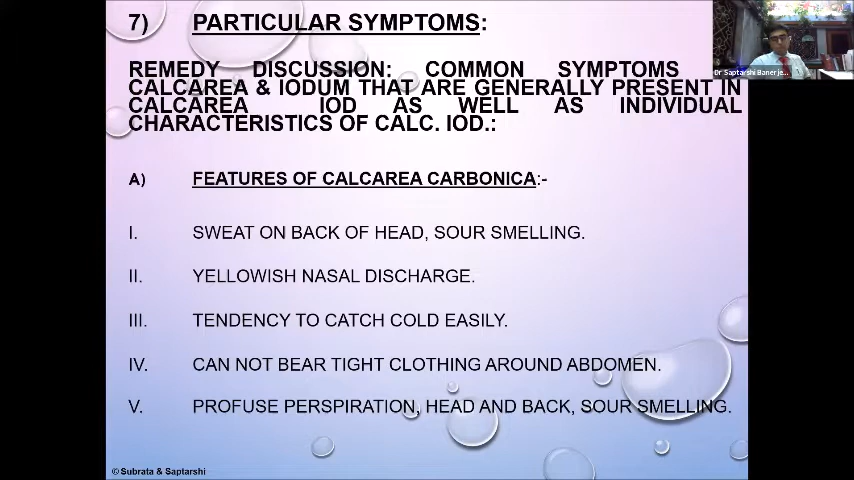 7) PARTICULAR SYMPTOMS:
REMEDY DISCUSSION: COMMON SYMPTOMS
CALCAREA & IODUM THAT ARE GENERALLY PRESENT IN
CALCAREA IOD AS WELL AS INDIVIDUAL
CHARACTERISTICS OF CALC. IOD.:
A) FEATURES OF CALCAREA CARBONICA:-
I. SWEAT ON BACK OF HEAD, SOUR SMELLING.
II. YELLOWISH NASAL DISCHARGE.
III. TENDENCY TO CATCH COLD EASILY.
IV. CAN NOT BEAR TIGHT CLOTHING AROUND ABDOMEN.
V. PROFUSE PERSPIRATION, HEAD AND BACK, SOUR SMELLING.
© Subrata & Saptarshi
Dr Saptarshi Banerje...